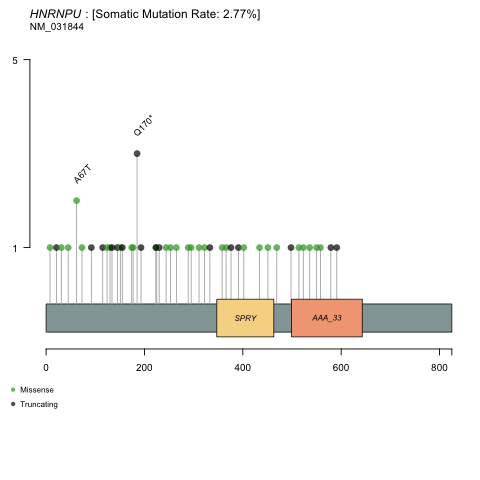 HNRNPU : [Somatic Mutation Rate: 2.77%]
NM_031844
5
Q170*
A67T
1
SPRY
AAA_33
0 200 400 600 800
Missense
Truncating